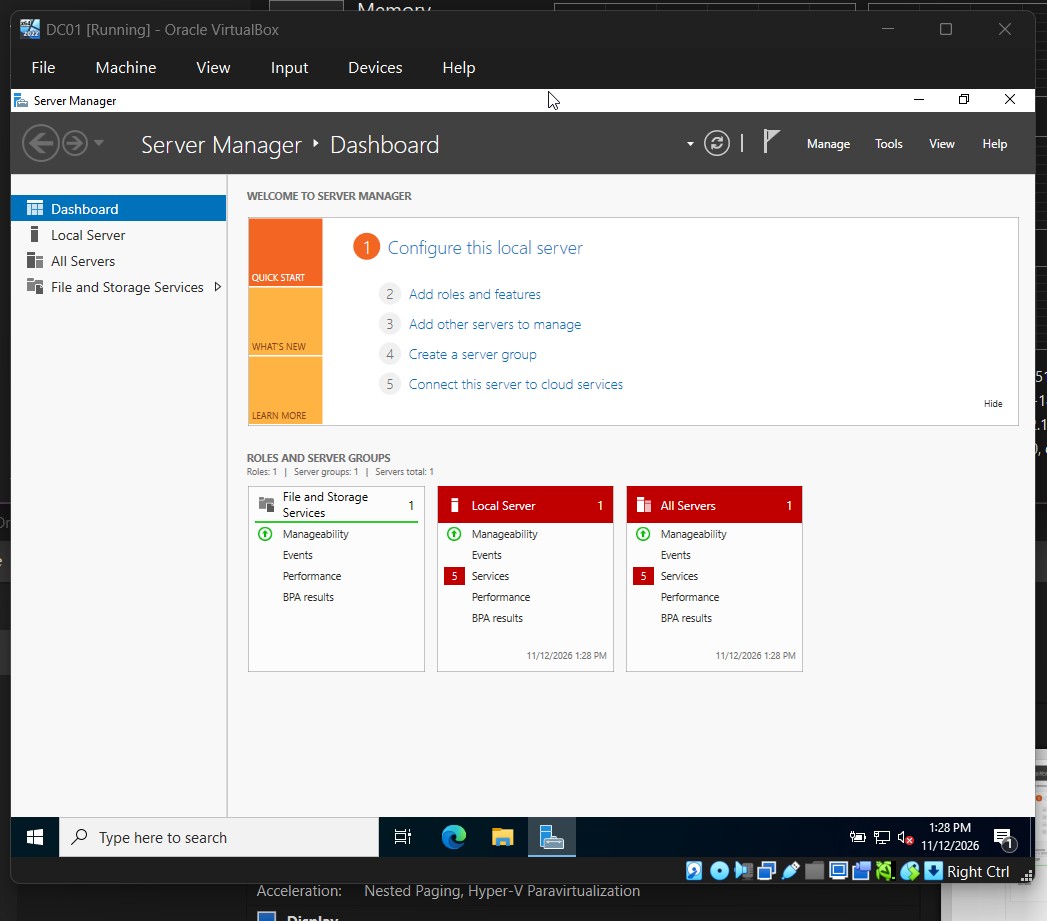 Memory
DC01 [Running] - Oracle VirtualBox
File Machine View Input Devices Help
Server Manager
Server Manager Dashboard
Manage Tools View Help
Dashboard
Local Server
All Servers
File and Storage Services
WELCOME TO SERVER MANAGER
QUICK START
WHAT'S NEW
LEARN MORE
1 Configure this local server
2 Add roles and features
3 Add other servers to manage
4 Create a server group
5 Connect this server to cloud services
Hide
ROLES AND SERVER GROUPS
Roles: 1 | Server groups: 1 | Servers total: 1
File and Storage
Services 1
Manageability
Events
Performance
BPA results
Local Server 1
Manageability
Events
5 Services
Performance
BPA results
11/12/2026 1:28 PM
All Servers 1
Manageability
Events
5 Services
Performance
BPA results
11/12/2026 1:28 PM
Type here to search
1:28 PM
11/12/2026
1
Right Ctrl
Acceleration: Nested Paging, Hyper-V Paravirtualization
Display